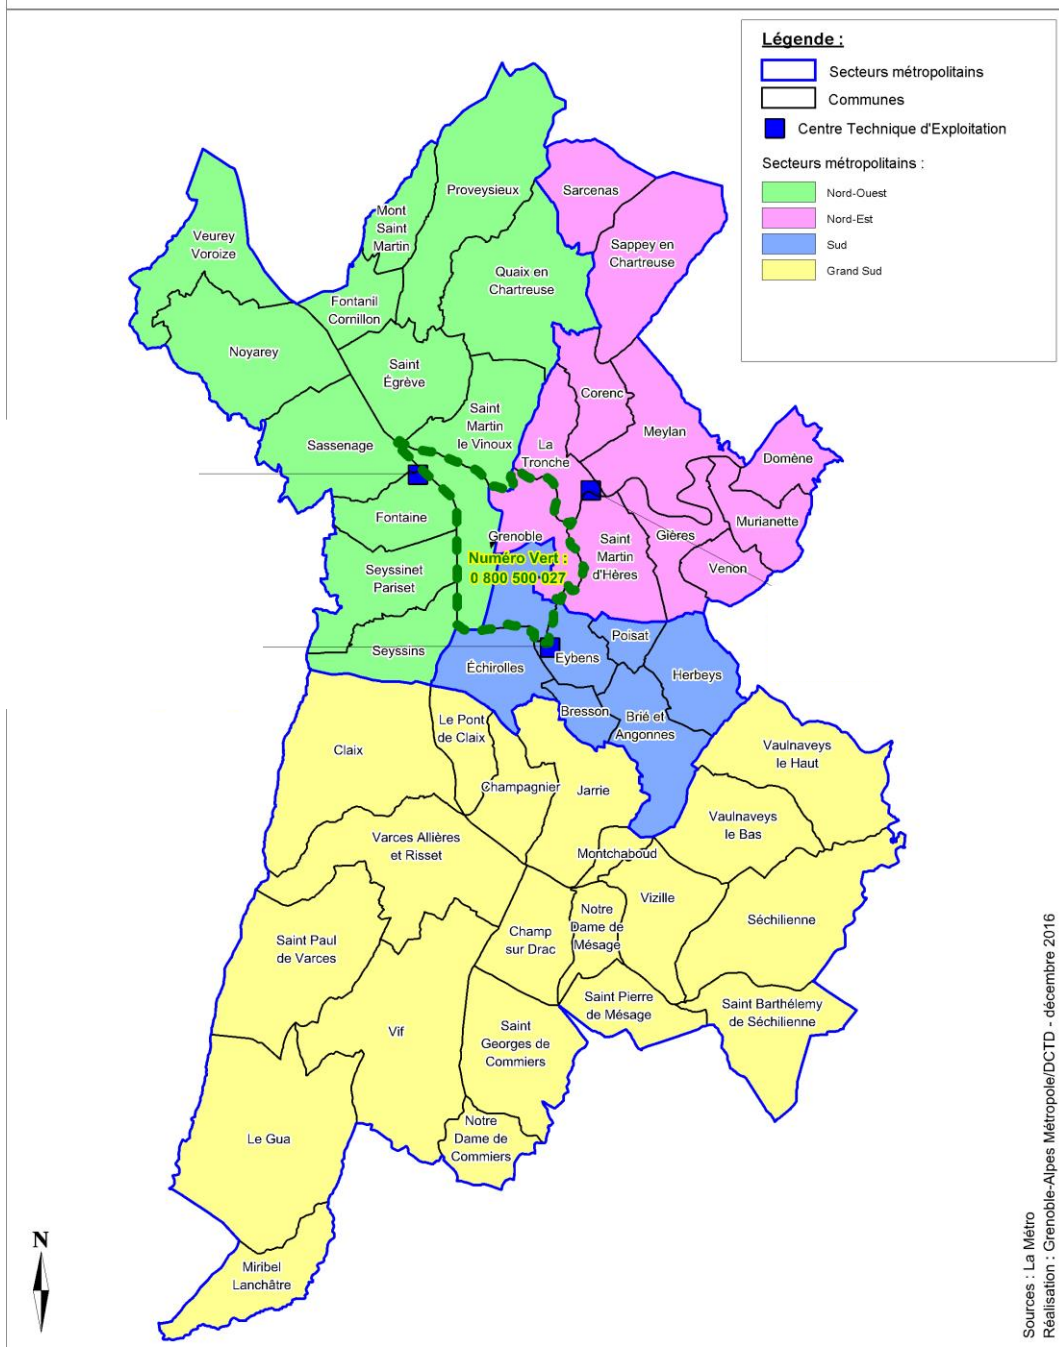 Légende :
Secteurs métropolitains
Communes
Centre Technique d'Exploitation
Secteurs métropolitains :
Nord-Ouest
Nord-Est
Sud
Grand Sud
Proveysieux
Sarcenas
Mont
Saint
Martin
Veurey
Voroize
Sappey en
Chartreuse
Quaix en
Chartreuse
Fontanil
Cornillon
Noyarey
Saint
Égrève
Corenc
Saint
Martin
le Vinoux
Meylan
Sassenage
La
Tronche
Domène
Fontaine
Murianette
Grenoble
Saint
Martin
d'Hères
Gières
Numéro Vert :
0 800 500 027
Venon
Seyssinet
Pariset
Poisat
Seyssins
Échirolles
Eybens
Herbeys
Bresson
Brié et
Angonnes
Le Pont
de Claix
Claix
Vaulnaveys
le Haut
Champagnier
Jarrie
Vaulnaveys
le Bas
Varces Allières
et Risset
Montchaboud
Vizille
Notre
Dame de
Mésage
Séchilienne
Saint Paul
de Varces
Champ
sur Drac
Saint Pierre
de Mésage
Saint Barthélemy
de Séchilienne
Vif
Saint
Georges de
Commiers
Le Gua
Notre
Dame de
Commiers
N
Miribel
Lanchâtre
Sources : La Métro
Réalisation : Grenoble-Alpes Métropole/DCTD - décembre 2016